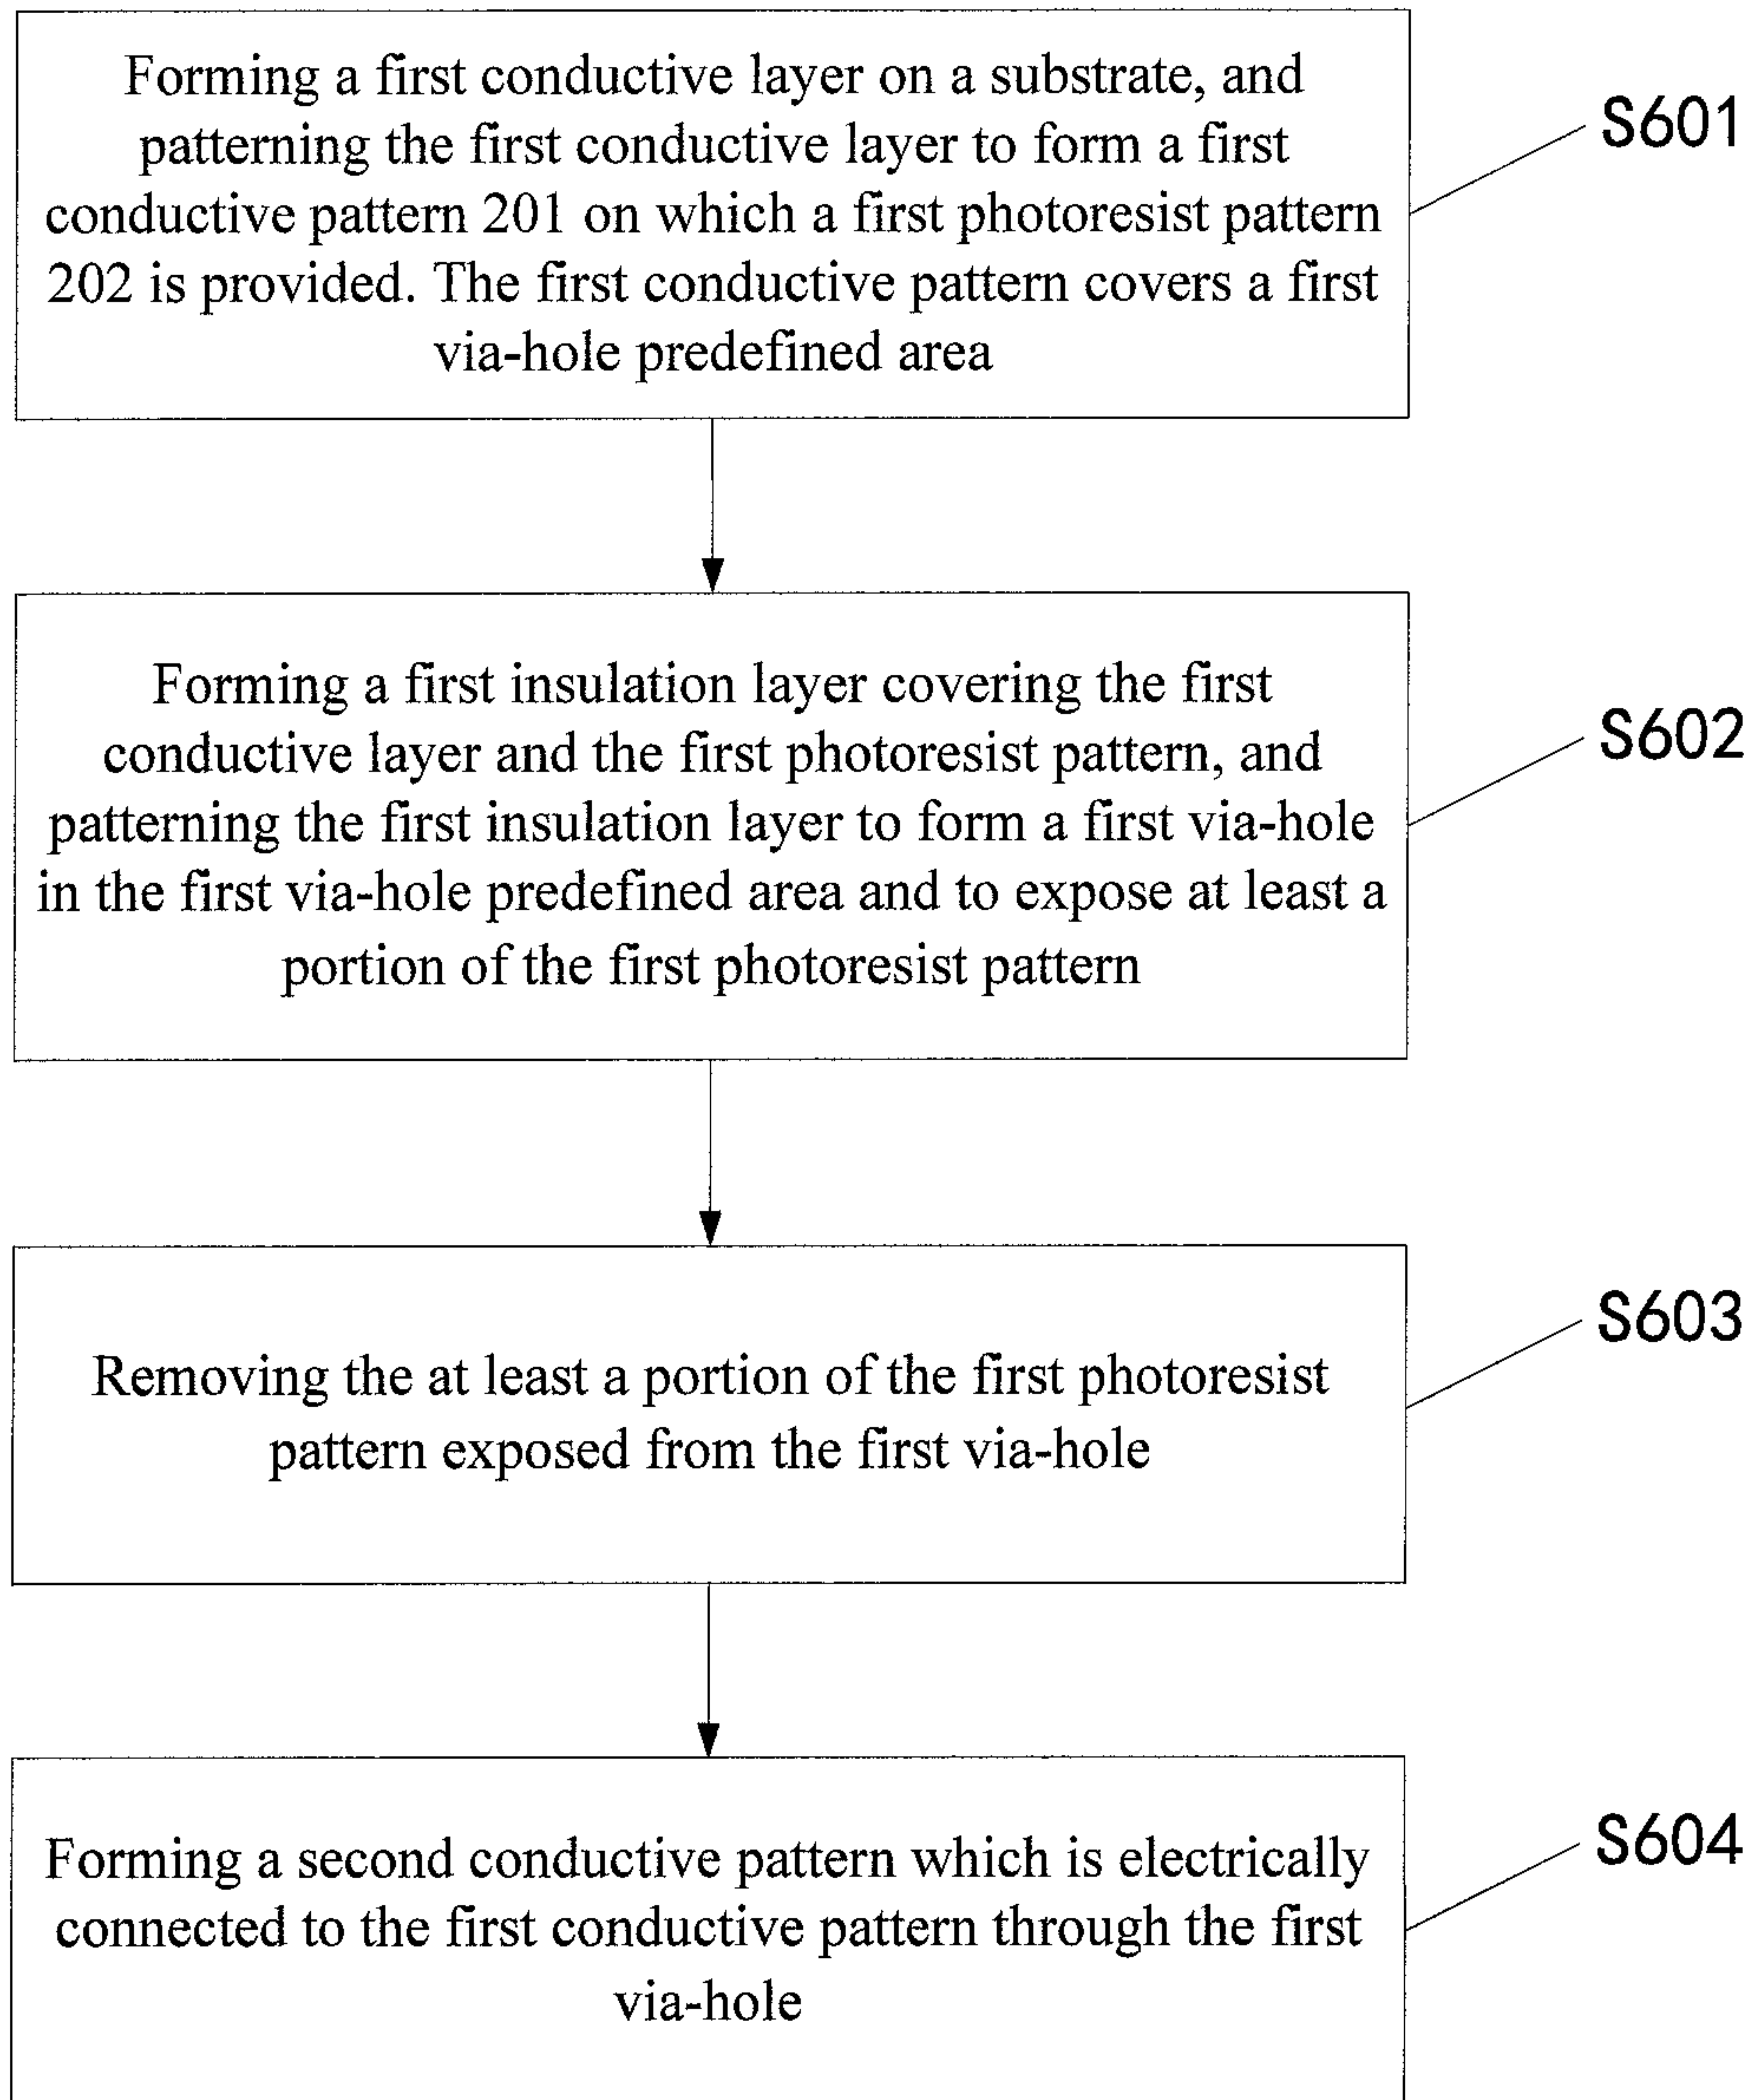 Forming a first conductive layer on a substrate, and
patterning the first conductive layer to form a first
conductive pattern 201 on which a first photoresist pattern
202 is provided. The first conductive pattern covers a first
via-hole predefined area
S601
Forming a first insulation layer covering the first
conductive layer and the first photoresist pattern, and
patterning the first insulation layer to form a first via-hole
in the first via-hole predefined area and to expose at least a
portion of the first photoresist pattern
S602
Removing the at least a portion of the first photoresist
pattern exposed from the first via-hole
S603
Forming a second conductive pattern which is electrically
connected to the first conductive pattern through the first
via-hole
S604